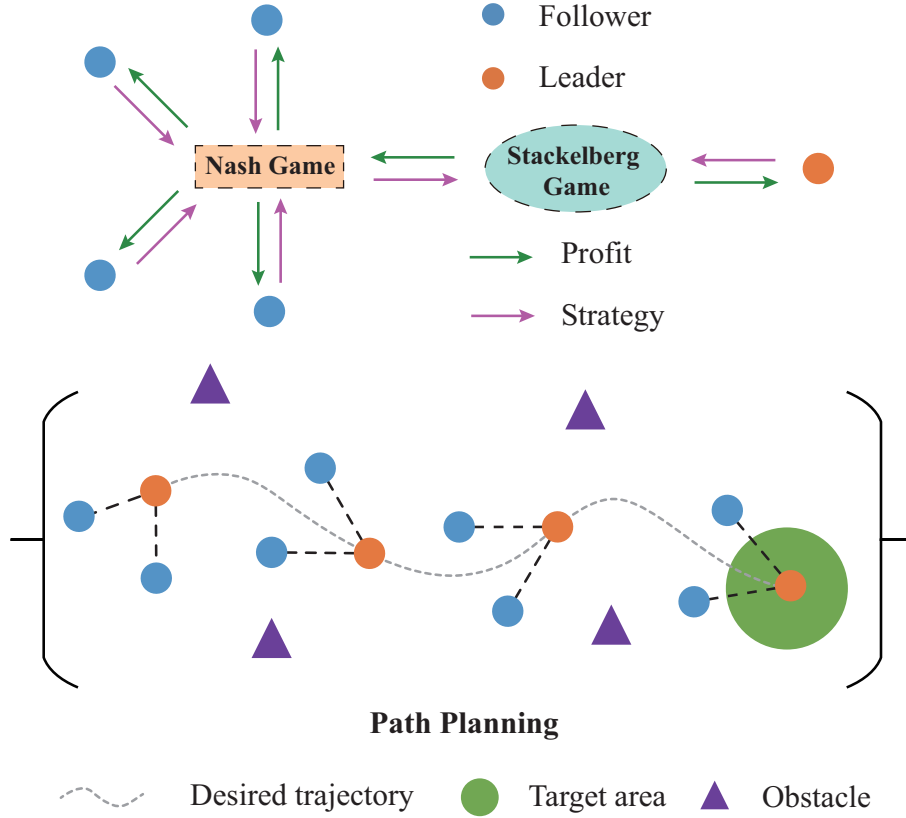 Follower
Leader
Nash Game
Stackelberg
Game
Profit
Strategy
Path Planning
Desired trajectory
Target area
Obstacle